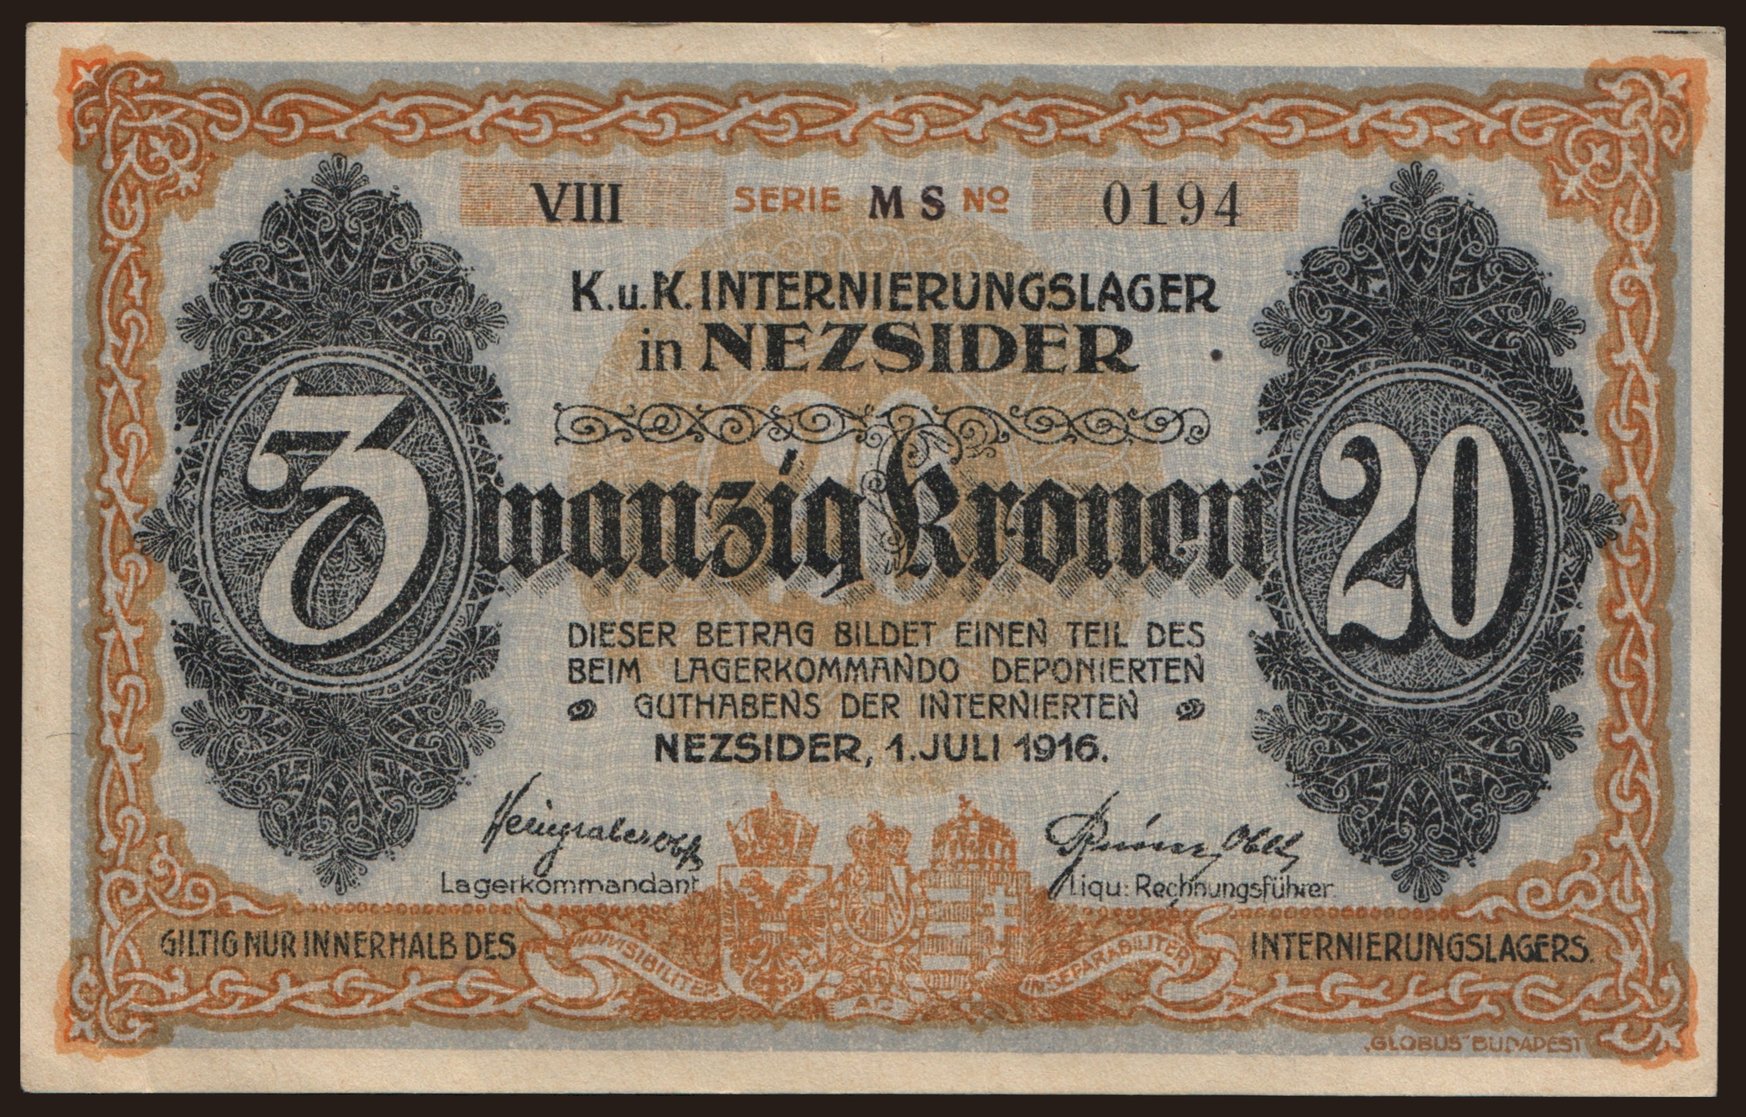 VIII SERIE MS No 0194
K.u.K. INTERNIERUNGSLAGER
in NEZSIDER
Zwanzig Kronen 20
DIESER BETRAG BILDET EINEN TEIL DES
BEIM LAGERKOMMANDO DEPONIERTEN
GUTHABENS DER INTERNIERTEN
NEZSIDER, 1. JULI 1916.
Lagerkommandant
Liqu: Rechnungsführer.
GILTIG NUR INNERHALB DES INTERNIERUNGSLAGERS.
INSEPARABILITER
„GLOBUS" BUDAPEST